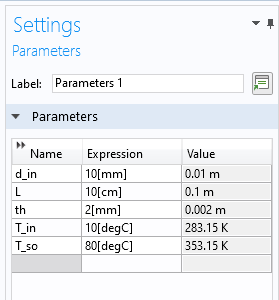 Settings
Parameters
Label: Parameters 1
Parameters
Name Expression Value
d_in 10[mm] 0.01 m
L 10[cm] 0.1 m
th 2[mm] 0.002 m
T_in 10[degC] 283.15 K
T_so 80[degC] 353.15 K